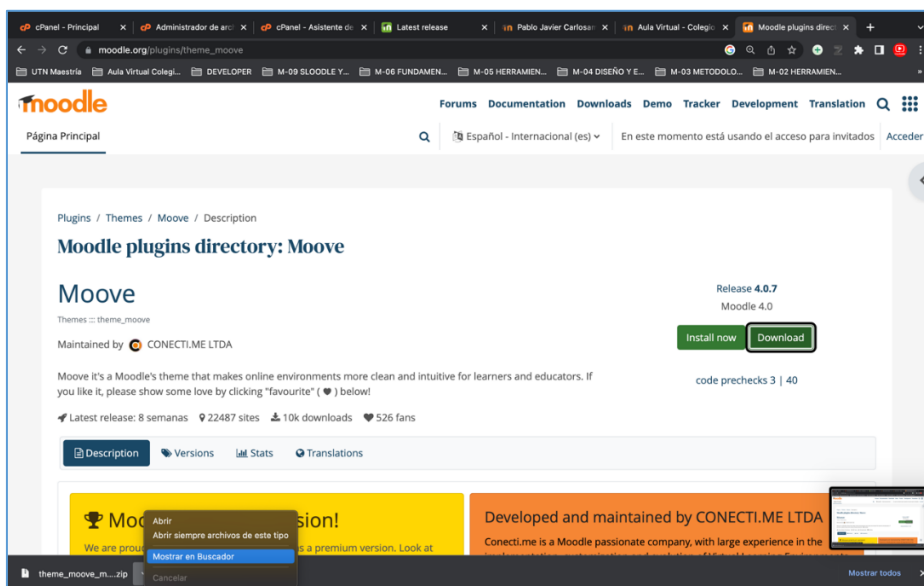 cPanel - Principal
Administrador de arc
cPanel - Asistente de
Latest release
Pablo Javier Carlosan
Aula Virtual - Colegio
Moodle plugins direc
moodle.org/plugins/theme_moove
UTN Maestría
Aula Virtual Colegi...
DEVELOPER
M-09 SLOODLE Y...
M-06 FUNDAMEN...
M-05 HERRAMIEN...
M-04 DISEÑO Y E...
M-03 METODOLO...
M-02 HERRAMIEN...
moodle
Forums Documentation Downloads Demo Tracker Development Translation
Página Principal
Español - Internacional (es)
En este momento está usando el acceso para invitados
Acceder
Plugins / Themes / Moove / Description
Moodle plugins directory: Moove
Moove
Themes ::: theme_moove
Maintained by CONECTI.ME LTDA
Moove it's a Moodle's theme that makes online environments more clean and intuitive for learners and educators. If
you like it, please show some love by clicking "favourite" ( ♥ ) below!
Latest release: 8 semanas 22487 sites 10k downloads 526 fans
Release 4.0.7
Moodle 4.0
Install now
Download
code prechecks 3 | 40
Description Versions Stats Translations
Moo
sion!
We are prou
s a premium version. Look at
Developed and mantained by CONECTI.ME LTDA
Conecti.me is a Moodle passionate company, with large experience in the
Abrir
Abrir siempre archivos de este tipo
Mostrar en Buscador
Cancelar
theme_moove_m....zip
Mostrar todos